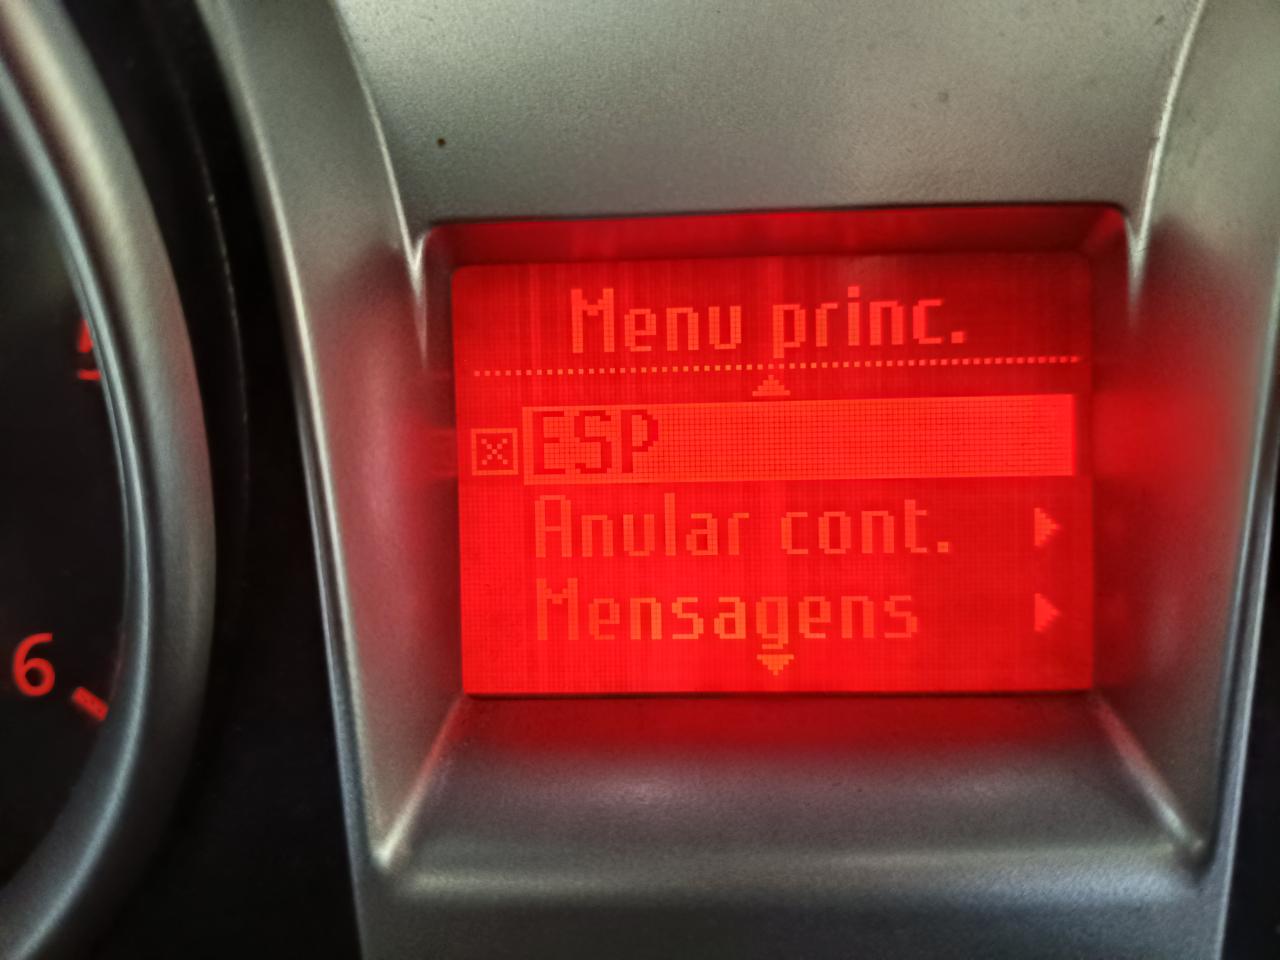 Menu princ.
ESP
Anular cont.
Mensagens
6